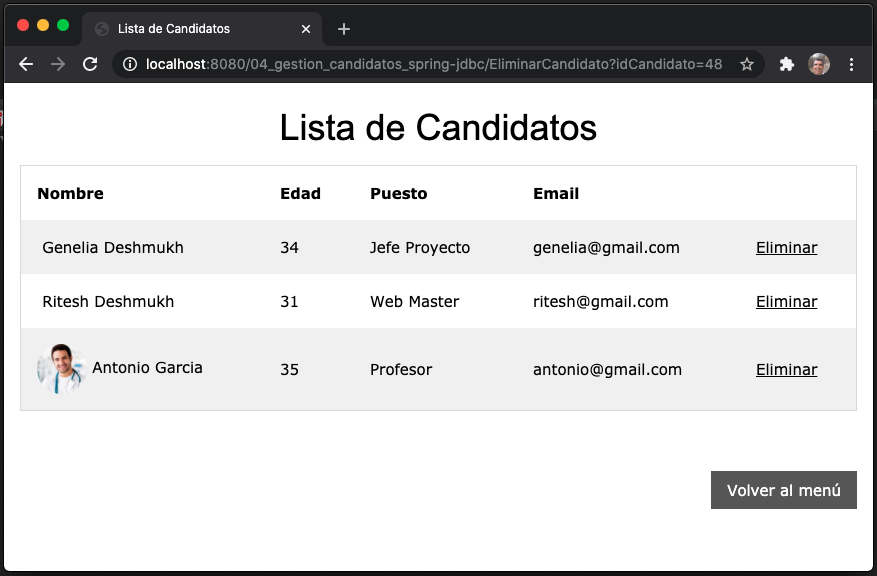 Lista de Candidatos
localhost:8080/04_gestion_candidatos_spring-jdbc/EliminarCandidato?idCandidato=48
Lista de Candidatos
Nombre Edad Puesto Email
Genelia Deshmukh 34 Jefe Proyecto genelia@gmail.com Eliminar
Ritesh Deshmukh 31 Web Master ritesh@gmail.com Eliminar
Antonio Garcia 35 Profesor antonio@gmail.com Eliminar
Volver al menú